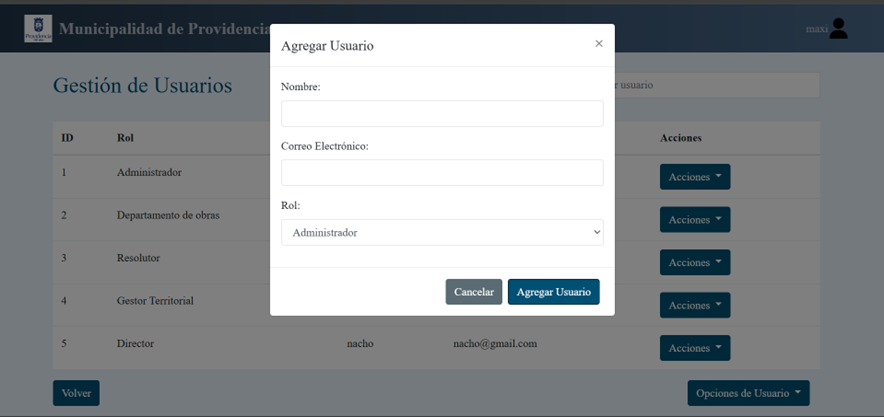 Providencia
Municipalidad de Providencia
maxi
Agregar Usuario
×
Nombre:
Correo Electrónico:
Rol:
Administrador
Cancelar Agregar Usuario
Gestión de Usuarios
usuario
ID Rol Acciones
1 Administrador Acciones
2 Departamento de obras Acciones
3 Resolutor Acciones
4 Gestor Territorial Acciones
5 Director nacho nacho@gmail.com Acciones
Volver Opciones de Usuario